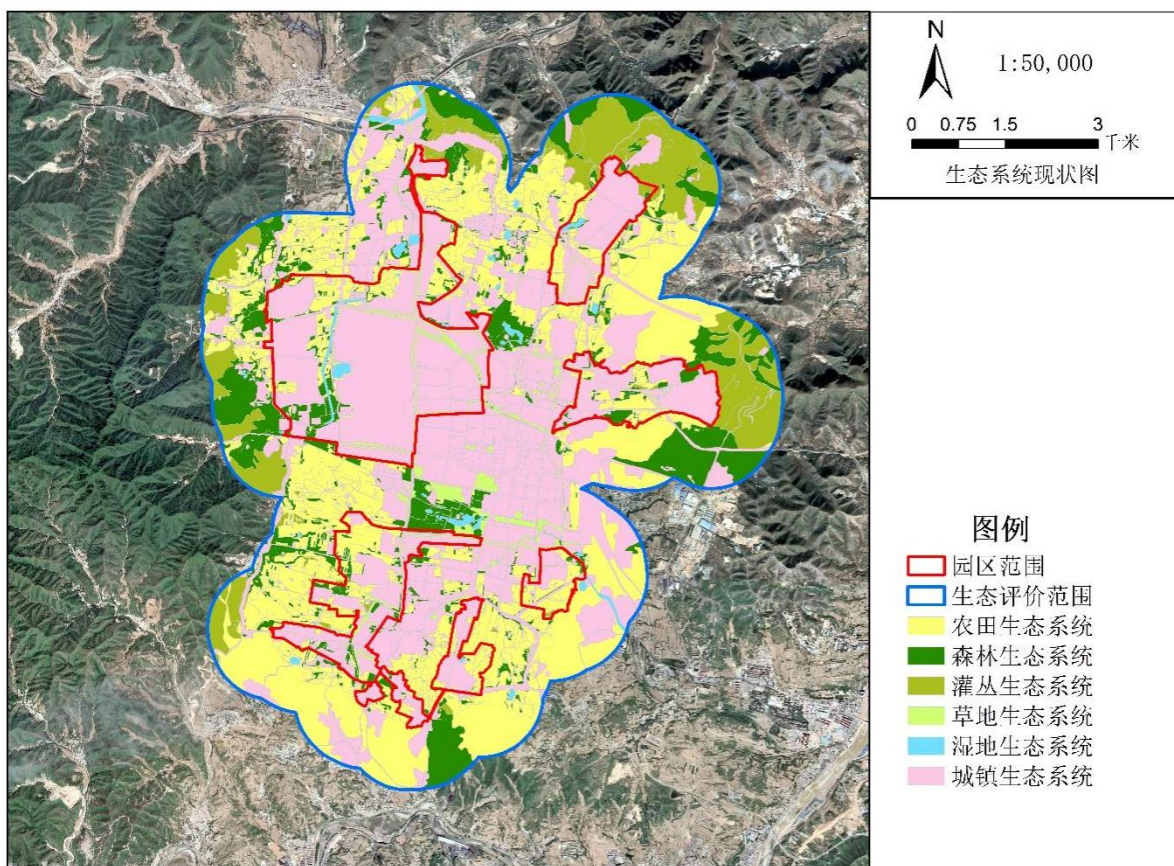 N
1:50,000
0 0.75 1.5 3
千米
生态系统现状图
图例
园区范围
生态评价范围
农田生态系统
森林生态系统
灌丛生态系统
草地生态系统
湿地生态系统
城镇生态系统